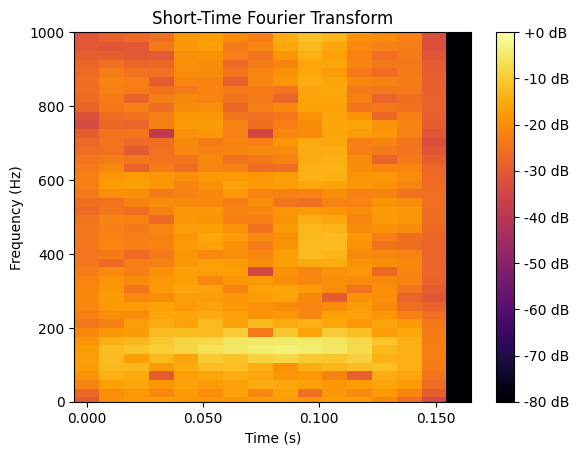 Short-Time Fourier Transform
1000
800
600
400
200
0
Frequency (Hz)
0.000
0.050
0.100
0.150
Time (s)
+0 dB
-10 dB
-20 dB
-30 dB
-40 dB
-50 dB
-60 dB
-70 dB
-80 dB